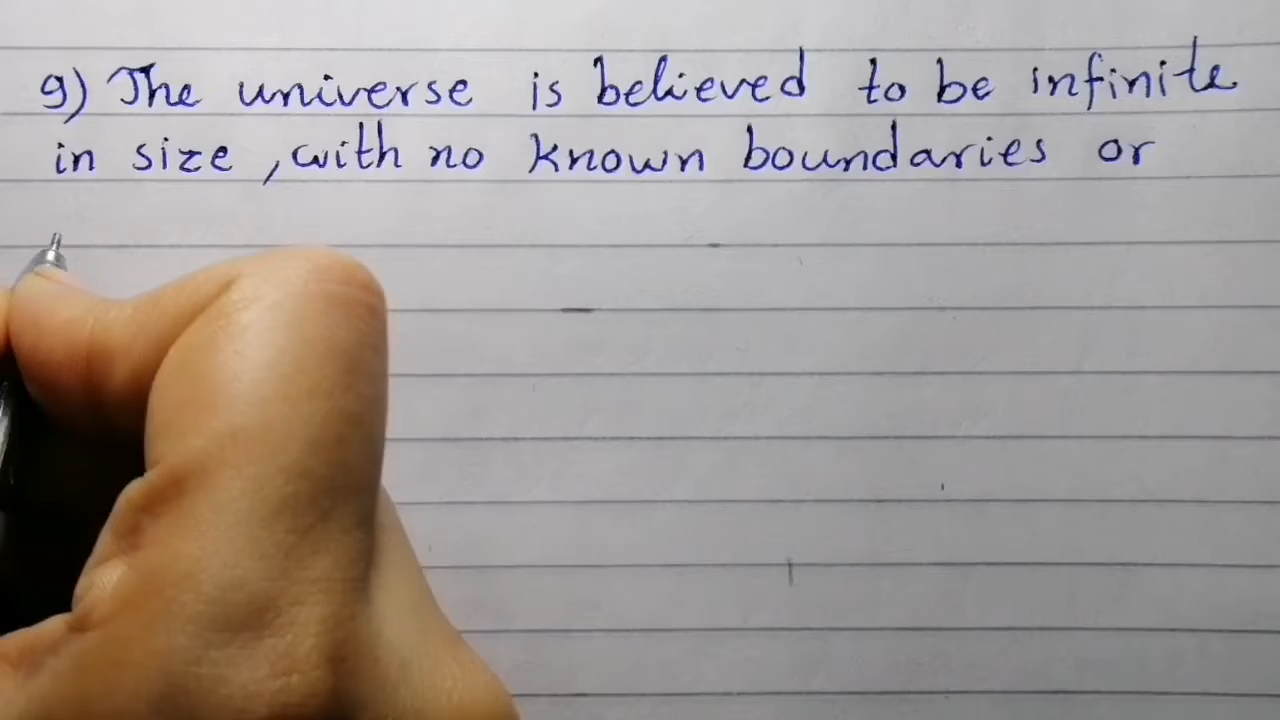 9) The universe is believed to be infinite
in size , with no known boundaries or